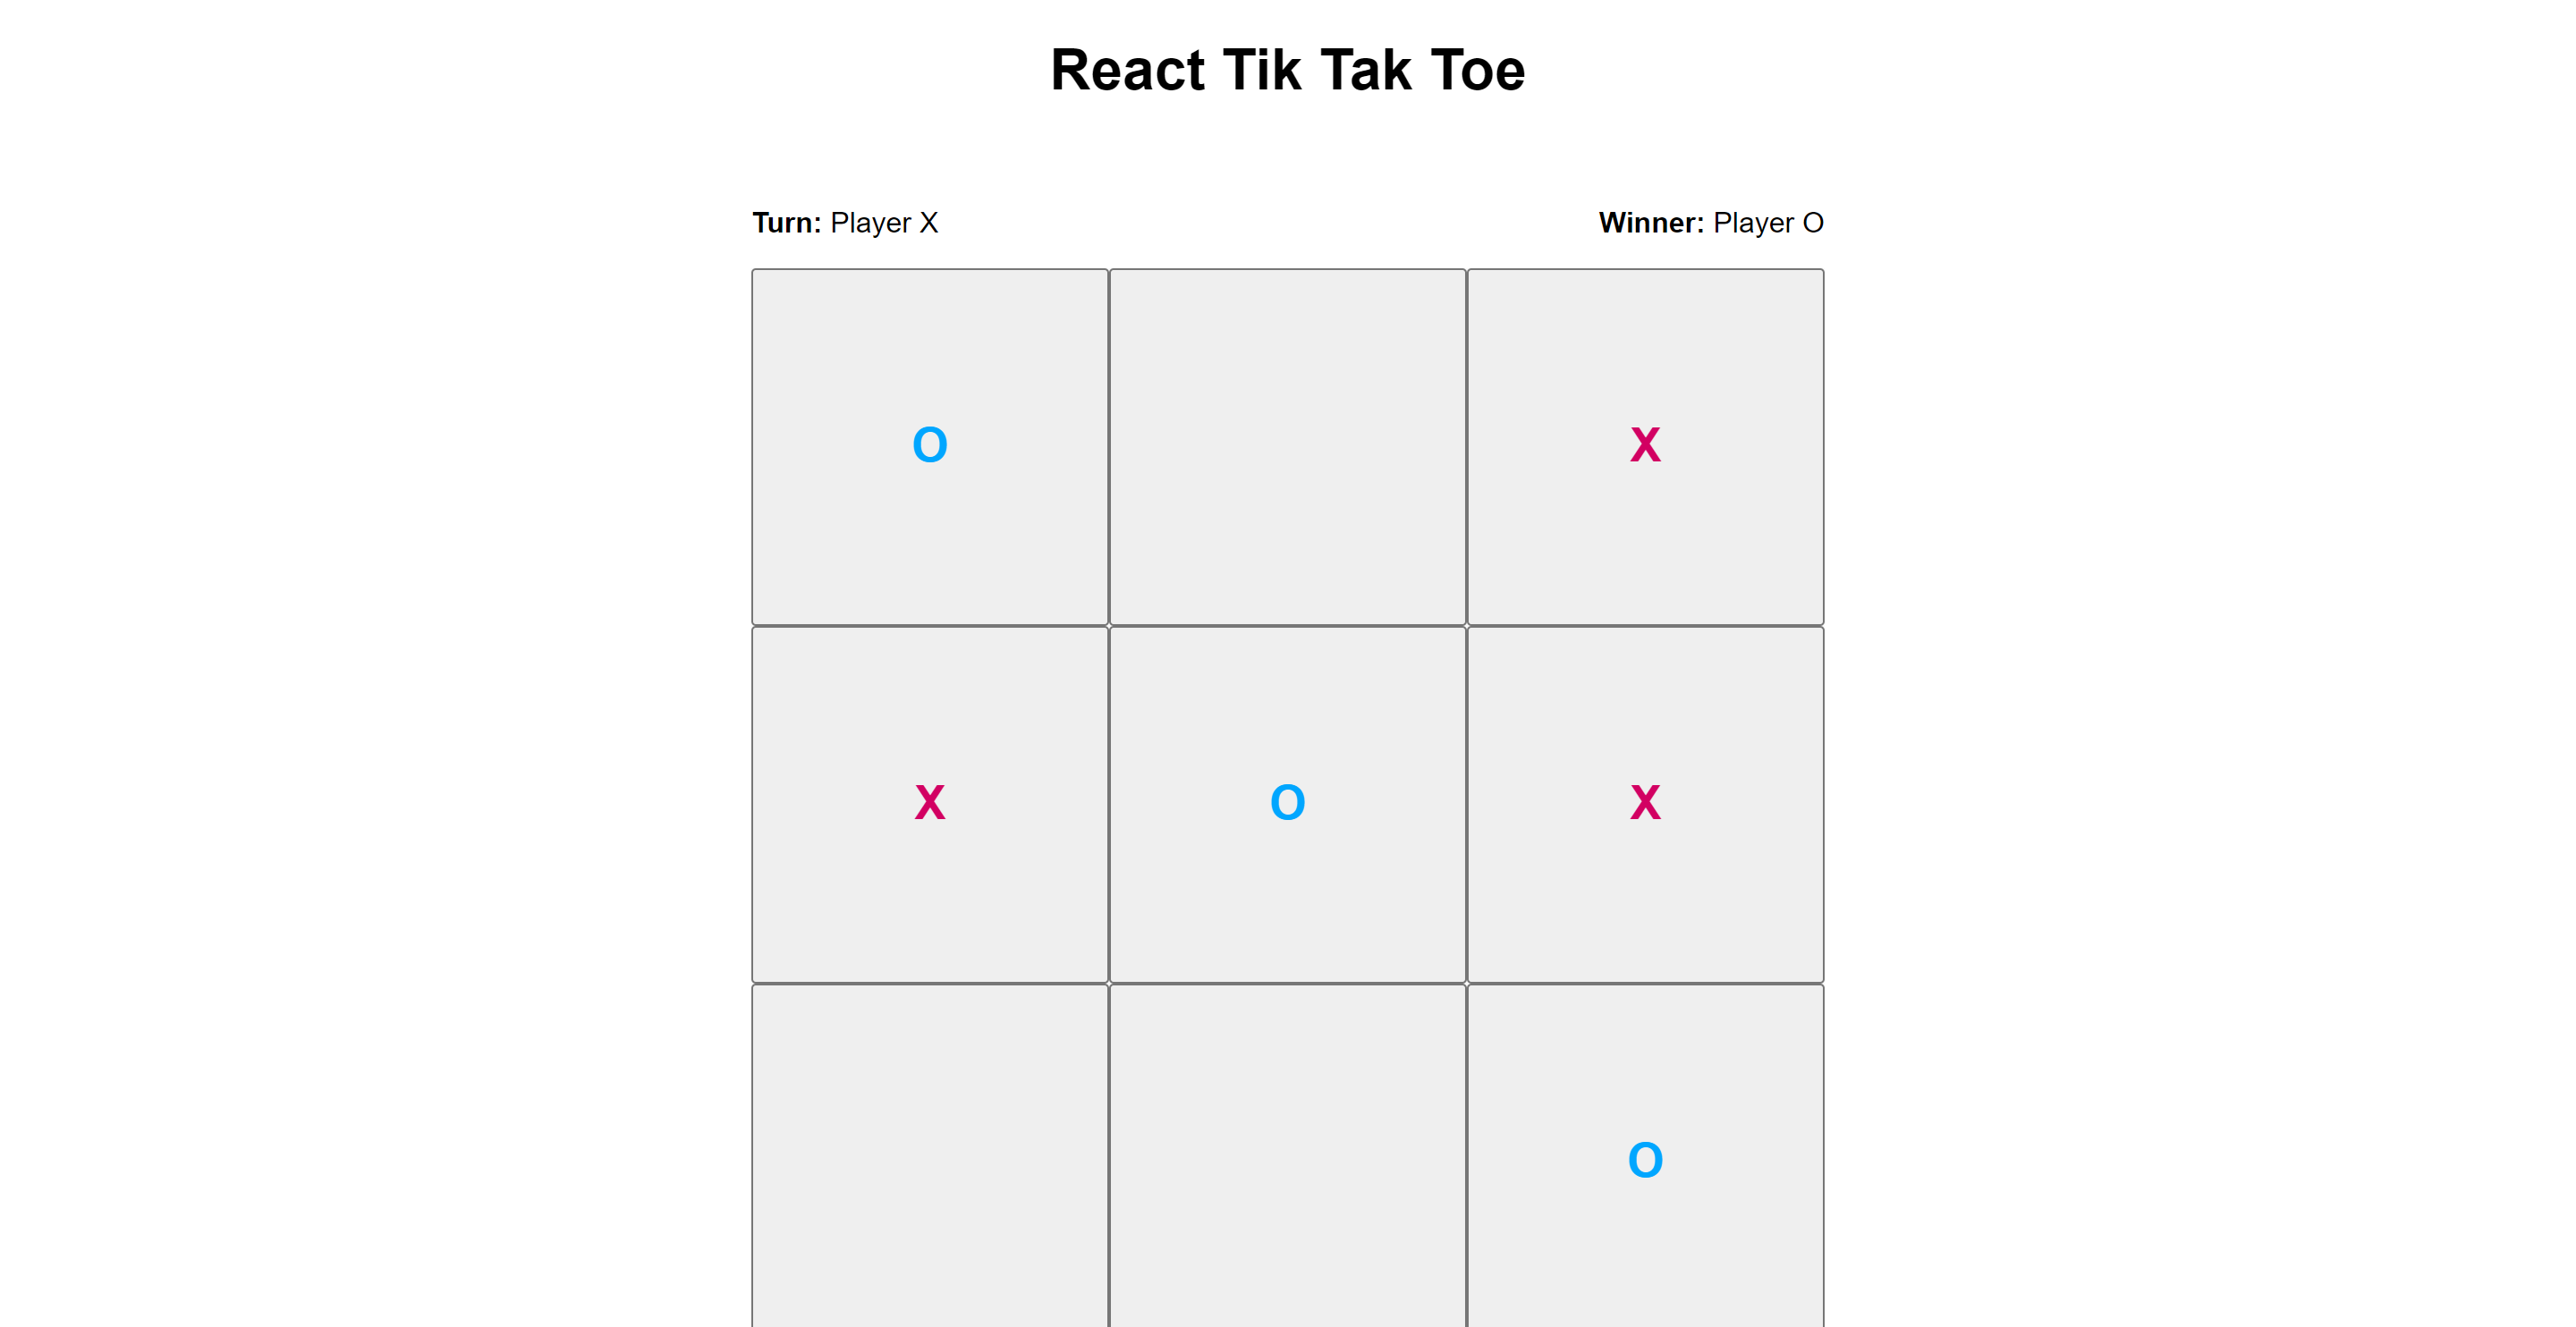 React Tik Tak Toe
Turn: Player X Winner: Player O
O X
X O X
O